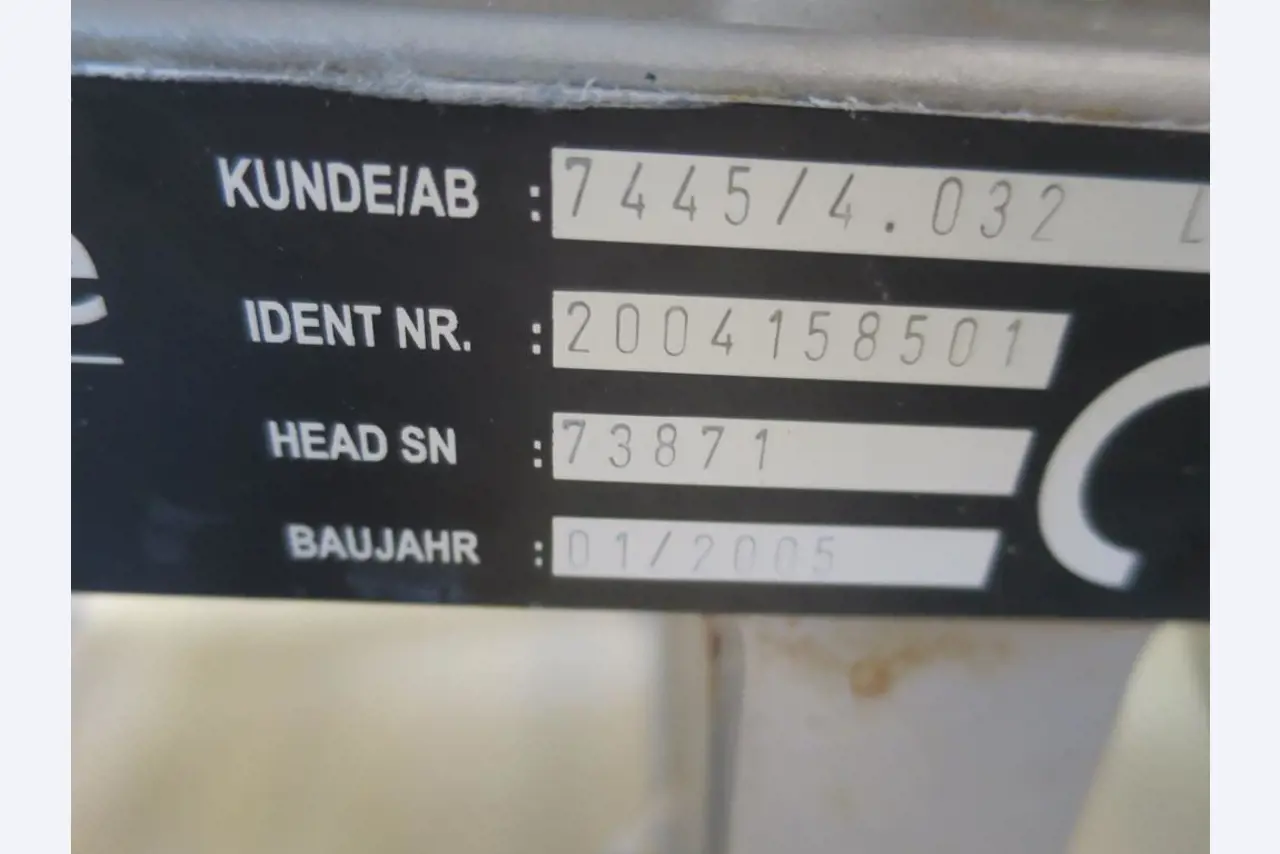 KUNDE/AB : 7445/4.032 L
IDENT NR. : 2004158501
HEAD SN : 73871
BAUJAHR : 01/2005